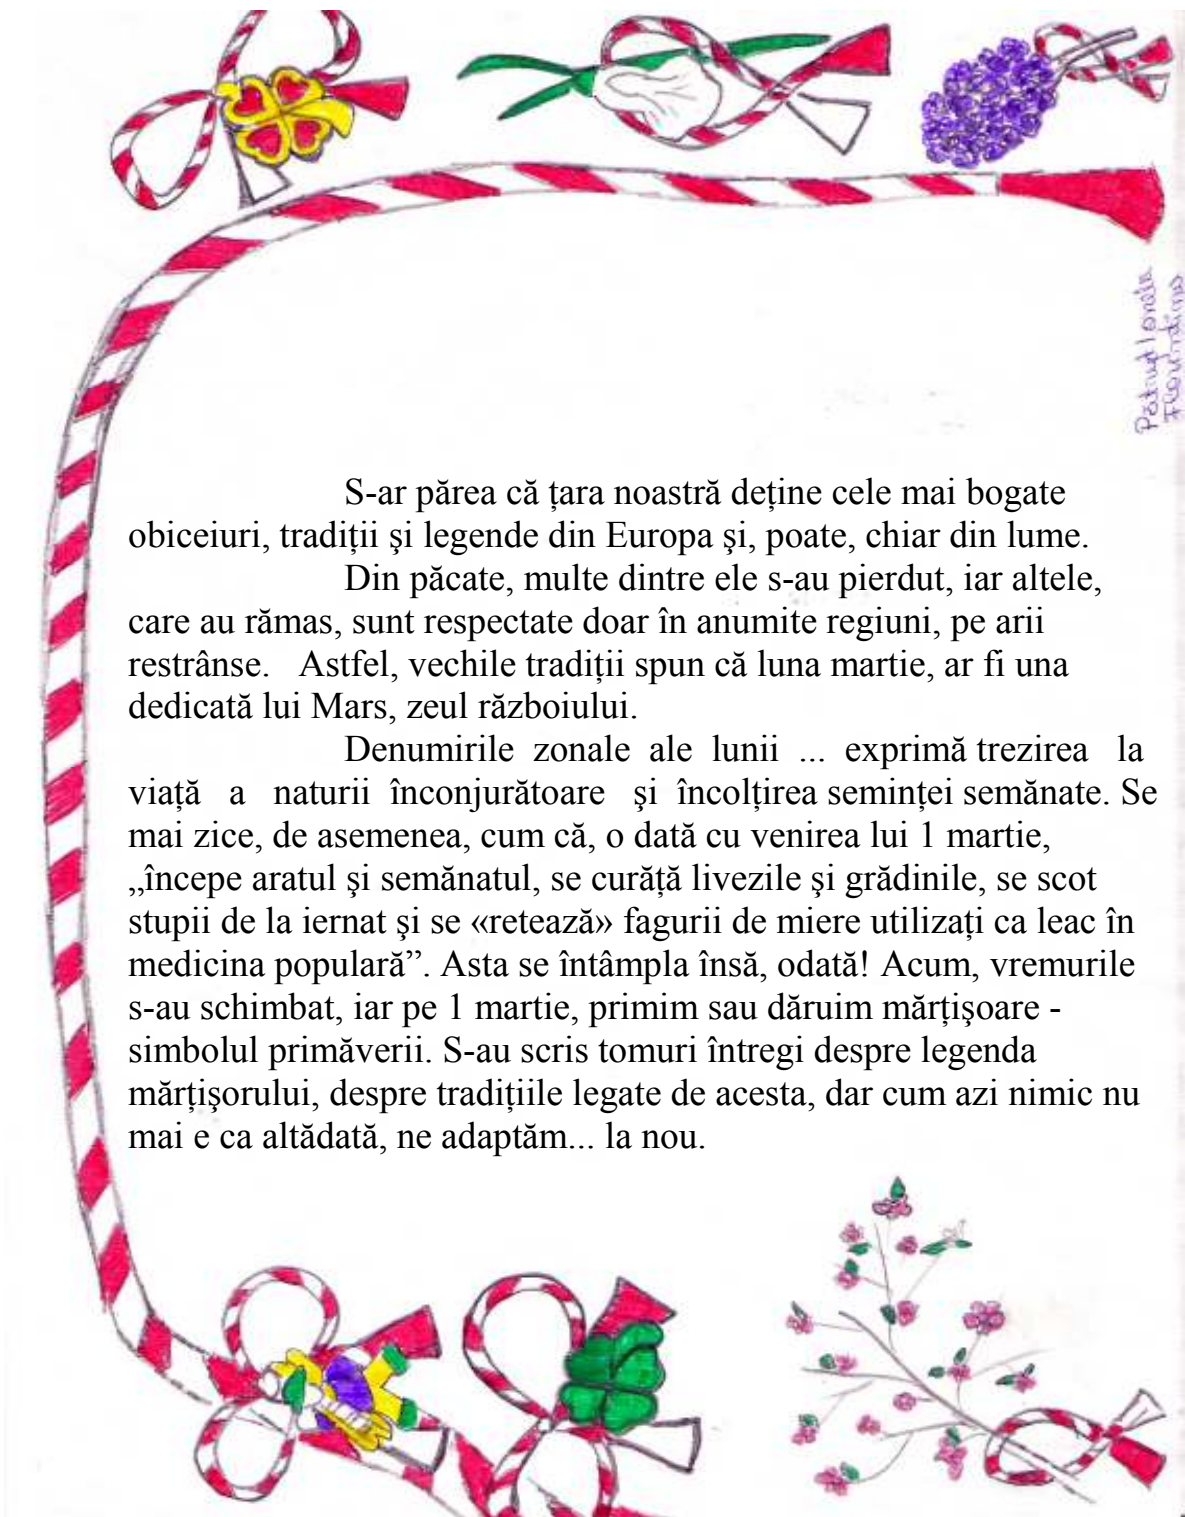 S-ar părea că țara noastră deține cele mai bogate
obiceiuri, tradiții şi legende din Europa şi, poate, chiar din lume.
Din păcate, multe dintre ele s-au pierdut, iar altele,
care au rămas, sunt respectate doar în anumite regiuni, pe arii
restrânse. Astfel, vechile tradiții spun că luna martie, ar fi una
dedicată lui Mars, zeul războiului.
Denumirile zonale ale lunii ... exprimă trezirea la
viață a naturii înconjurătoare şi încolțirea seminței semănate. Se
mai zice, de asemenea, cum că, o dată cu venirea lui 1 martie,
„începe aratul şi semănatul, se curăță livezile şi grădinile, se scot
stupii de la iernat şi se «retează» fagurii de miere utilizați ca leac în
medicina populară”. Asta se întâmpla însă, odată! Acum, vremurile
s-au schimbat, iar pe 1 martie, primim sau dăruim mărțişoare -
simbolul primăverii. S-au scris tomuri întregi despre legenda
mărțişorului, despre tradițiile legate de acesta, dar cum azi nimic nu
mai e ca altădată, ne adaptăm... la nou.